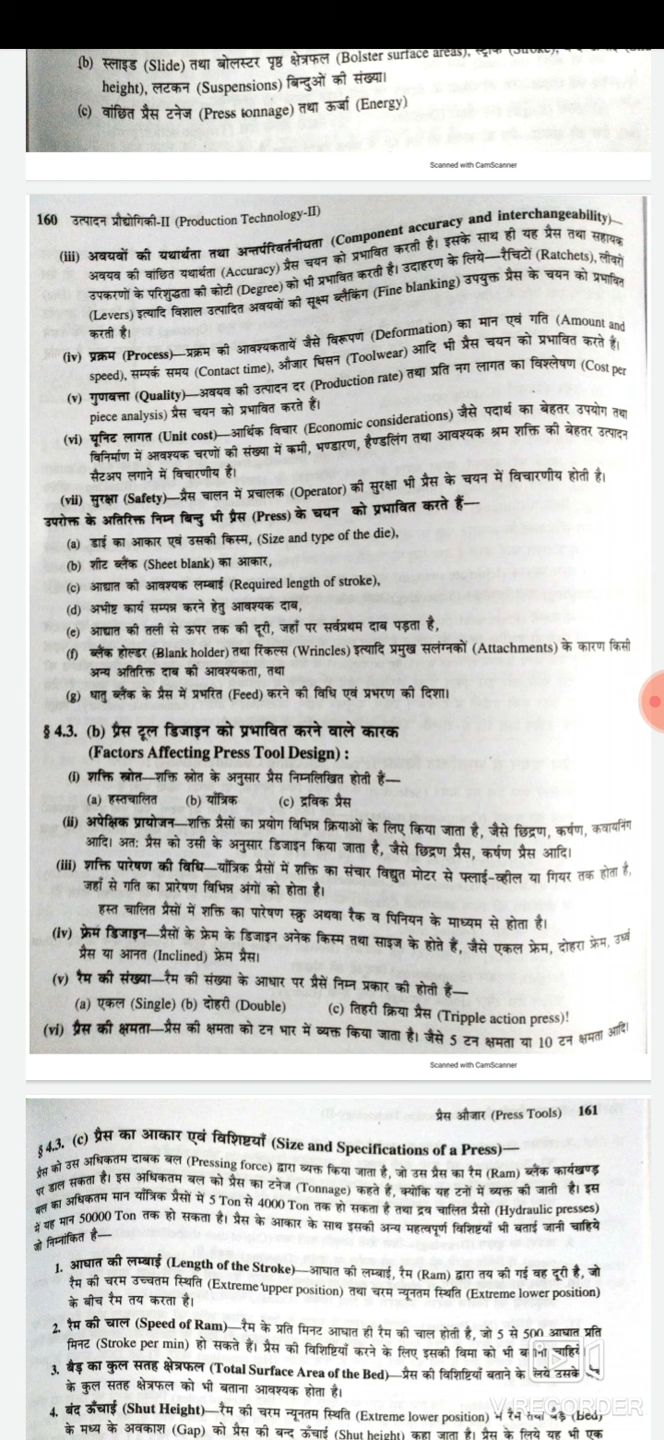 (b) स्लाइड (Slide) तथा बोलस्टर पृष्ठ क्षेत्रफल (Bolster surface areas),
height), लटकन (Suspensions) बिन्दुओं की संख्या।
(c) वांछित प्रैस टनेज (Press tonnage) तथा ऊर्जा (Energy)
Scanned with CamScanner
160 उत्पादन प्रौद्योगिकी-II (Production Technology-II)
(iii) अवयवों की यथार्थता तथा अन्तर्परिवर्तनीयता (Component accuracy and interchangeability)—
अवयव की वांछित यथार्थता (Accuracy) प्रैस चयन को प्रभावित करती है। इसके साथ ही यह प्रैस तथा सहायक
उपकरणों के परिशुद्धता की कोटी (Degree) को भी प्रभावित करती है। उदाहरण के लिये—रैचिटों (Ratchets), लीवरों
(Levers) इत्यादि विशाल उत्पादित अवयवों की सूक्ष्म ब्लैकिंग (Fine blanking) उपयुक्त प्रैस के चयन को प्रभावित
करती है।
(iv) प्रक्रम (Process)—प्रक्रम की आवश्यकतायें जैसे विरूपण (Deformation) का मान एवं गति (Amount and
speed), सम्पर्क समय (Contact time), औजार घिसन (Toolwear) आदि भी प्रैस चयन को प्रभावित करते हैं।
(v) गुणवत्ता (Quality)—अवयव की उत्पादन दर (Production rate) तथा प्रति नग लागत का विश्लेषण (Cost per
piece analysis) प्रैस चयन को प्रभावित करते हैं।
(vi) यूनिट लागत (Unit cost)—आर्थिक विचार (Economic considerations) जैसे पदार्थ का बेहतर उपयोग तथा
विनिर्माण में आवश्यक चरणों की संख्या में कमी, भण्डारण, हैण्डलिंग तथा आवश्यक श्रम शक्ति की बेहतर उत्पादन
सैटअप लगाने में विचारणीय है।
(vii) सुरक्षा (Safety)—प्रैस चालन में प्रचालक (Operator) की सुरक्षा भी प्रैस के चयन में विचारणीय होती है।
उपरोक्त के अतिरिक्त निम्न बिन्दु भी प्रैस (Press) के चयन को प्रभावित करते हैं—
(a) डाई का आकार एवं उसकी किस्म, (Size and type of the die),
(b) शीट ब्लैंक (Sheet blank) का आकार,
(c) आघात की आवश्यक लम्बाई (Required length of stroke),
(d) अभीष्ट कार्य सम्पन्न करने हेतु आवश्यक दाब,
(e) आघात की तली से ऊपर तक की दूरी, जहाँ पर सर्वप्रथम दाब पड़ता है,
(f) ब्लैंक होल्डर (Blank holder) तथा रिंकल्स (Wrincles) इत्यादि प्रमुख सलंग्नकों (Attachments) के कारण किसी
अन्य अतिरिक्त दाब की आवश्यकता, तथा
(g) धातु ब्लैंक के प्रैस में प्रभरित (Feed) करने की विधि एवं प्रभरण की दिशा।
§ 4.3. (b) प्रैस टूल डिजाइन को प्रभावित करने वाले कारक
(Factors Affecting Press Tool Design) :
(i) शक्ति स्रोत—शक्ति स्रोत के अनुसार प्रैस निम्नलिखित होती हैं—
(a) हस्तचालित (b) यॉंत्रिक (c) द्रविक प्रैस
(ii) अपेक्षिक प्रायोजन—शक्ति प्रैसों का प्रयोग विभिन्न क्रियाओं के लिए किया जाता है, जैसे छिद्रण, कर्षण, क्वायनिंग
आदि। अत: प्रैस को उसी के अनुसार डिजाइन किया जाता है, जैसे छिद्रण प्रैस, कर्षण प्रैस आदि।
(iii) शक्ति पारेषण की विधि—यॉंत्रिक प्रैसों में शक्ति का संचार विद्युत मोटर से फ्लाई-व्हील या गियर तक होता है,
जहाँ से गति का प्रारेषण विभिन्न अंगों को होता है।
हस्त चालित प्रैसों में शक्ति का पारेषण स्क्रु अथवा रैक व पिनियन के माध्यम से होता है।
(iv) फ्रेम डिजाइन—प्रैसों के फ्रेम के डिजाइन अनेक किस्म तथा साइज के होते हैं, जैसे एकल फ्रेम, दोहरा फ्रेम, उर्ध्व
प्रैस या आनत (Inclined) फ्रेम प्रैस।
(v) रैम की संख्या—रैम की संख्या के आधार पर प्रैसें निम्न प्रकार की होती हैं—
(a) एकल (Single) (b) दोहरी (Double) (c) तिहरी क्रिया प्रैस (Tripple action press)!
(vi) प्रैस की क्षमता—प्रैस की क्षमता को टन भार में व्यक्त किया जाता है। जैसे 5 टन क्षमता या 10 टन क्षमता आदि।
Scanned with CamScanner
प्रैस औजार (Press Tools) 161
§ 4.3. (c) प्रैस का आकार एवं विशिष्टयाँ (Size and Specifications of a Press)—
प्रैस को उस अधिकतम दाबक बल (Pressing force) द्वारा व्यक्त किया जाता है, जो उस प्रैस का रैम (Ram) ब्लैंक कार्यखण्ड
पर डाल सकता है। इस अधिकतम बल को प्रैस का टनेज (Tonnage) कहते हैं, क्योंकि यह टनों में व्यक्त की जाती है। इस
बल का अधिकतम मान यॉंत्रिक प्रैसों में 5 Ton से 4000 Ton तक हो सकता है तथा द्रव चालित प्रैसो (Hydraulic presses)
में यह मान 50000 Ton तक हो सकता है। प्रैस के आकार के साथ इसकी अन्य महत्वपूर्ण विशिष्टियाँ भी बताई जानी चाहिये
जो निम्नांकित है—
1. आघात की लम्बाई (Length of the Stroke)—आघात की लम्बाई, रैम (Ram) द्वारा तय की गई वह दूरी है, जो
रैम की चरम उच्चतम स्थिति (Extreme upper position) तथा चरम न्यूनतम स्थिति (Extreme lower position)
के बीच रैम तय करता है।
2. रैम की चाल (Speed of Ram)—रैम के प्रति मिनट आघात ही रैम की चाल होती है, जो 5 से 500 आघात प्रति
मिनट (Stroke per min) हो सकते हैं। प्रैस की विशिष्टियाँ करने के लिए इसकी विमा को भी बतानी चाहिये
3. बैड़ का कुल सतह क्षेत्रफल (Total Surface Area of the Bed)—प्रैस की विशिष्टियाँ बताने के लिये उसके बैड
के कुल सतह क्षेत्रफल को भी बताना आवश्यक होता है।
4. बंद ऊँचाई (Shut Height)—रैम की चरम न्यूनतम स्थिति (Extreme lower position) में रैम तथा बैड़ (Bed)
के मध्य के अवकाश (Gap) को प्रैस की बन्द ऊँचाई (Shut height) कहा जाता है। प्रैस के लिये यह भी एक
V.RECORDER